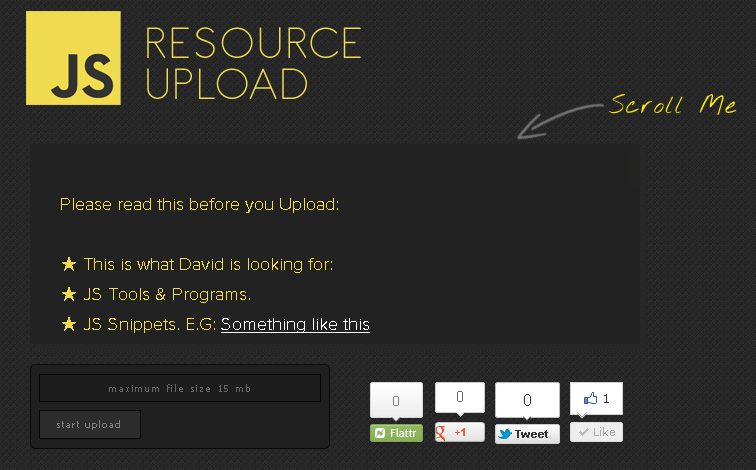 JS
RESOURCE
UPLOAD
Scroll Me
Please read this before you Upload:
This is what David is looking for:
JS Tools & Programs.
JS Snippets. E.G: Something like this
maximum file size 15 mb
start upload
0
0
0
1
Flattr
g +1
Tweet
Like